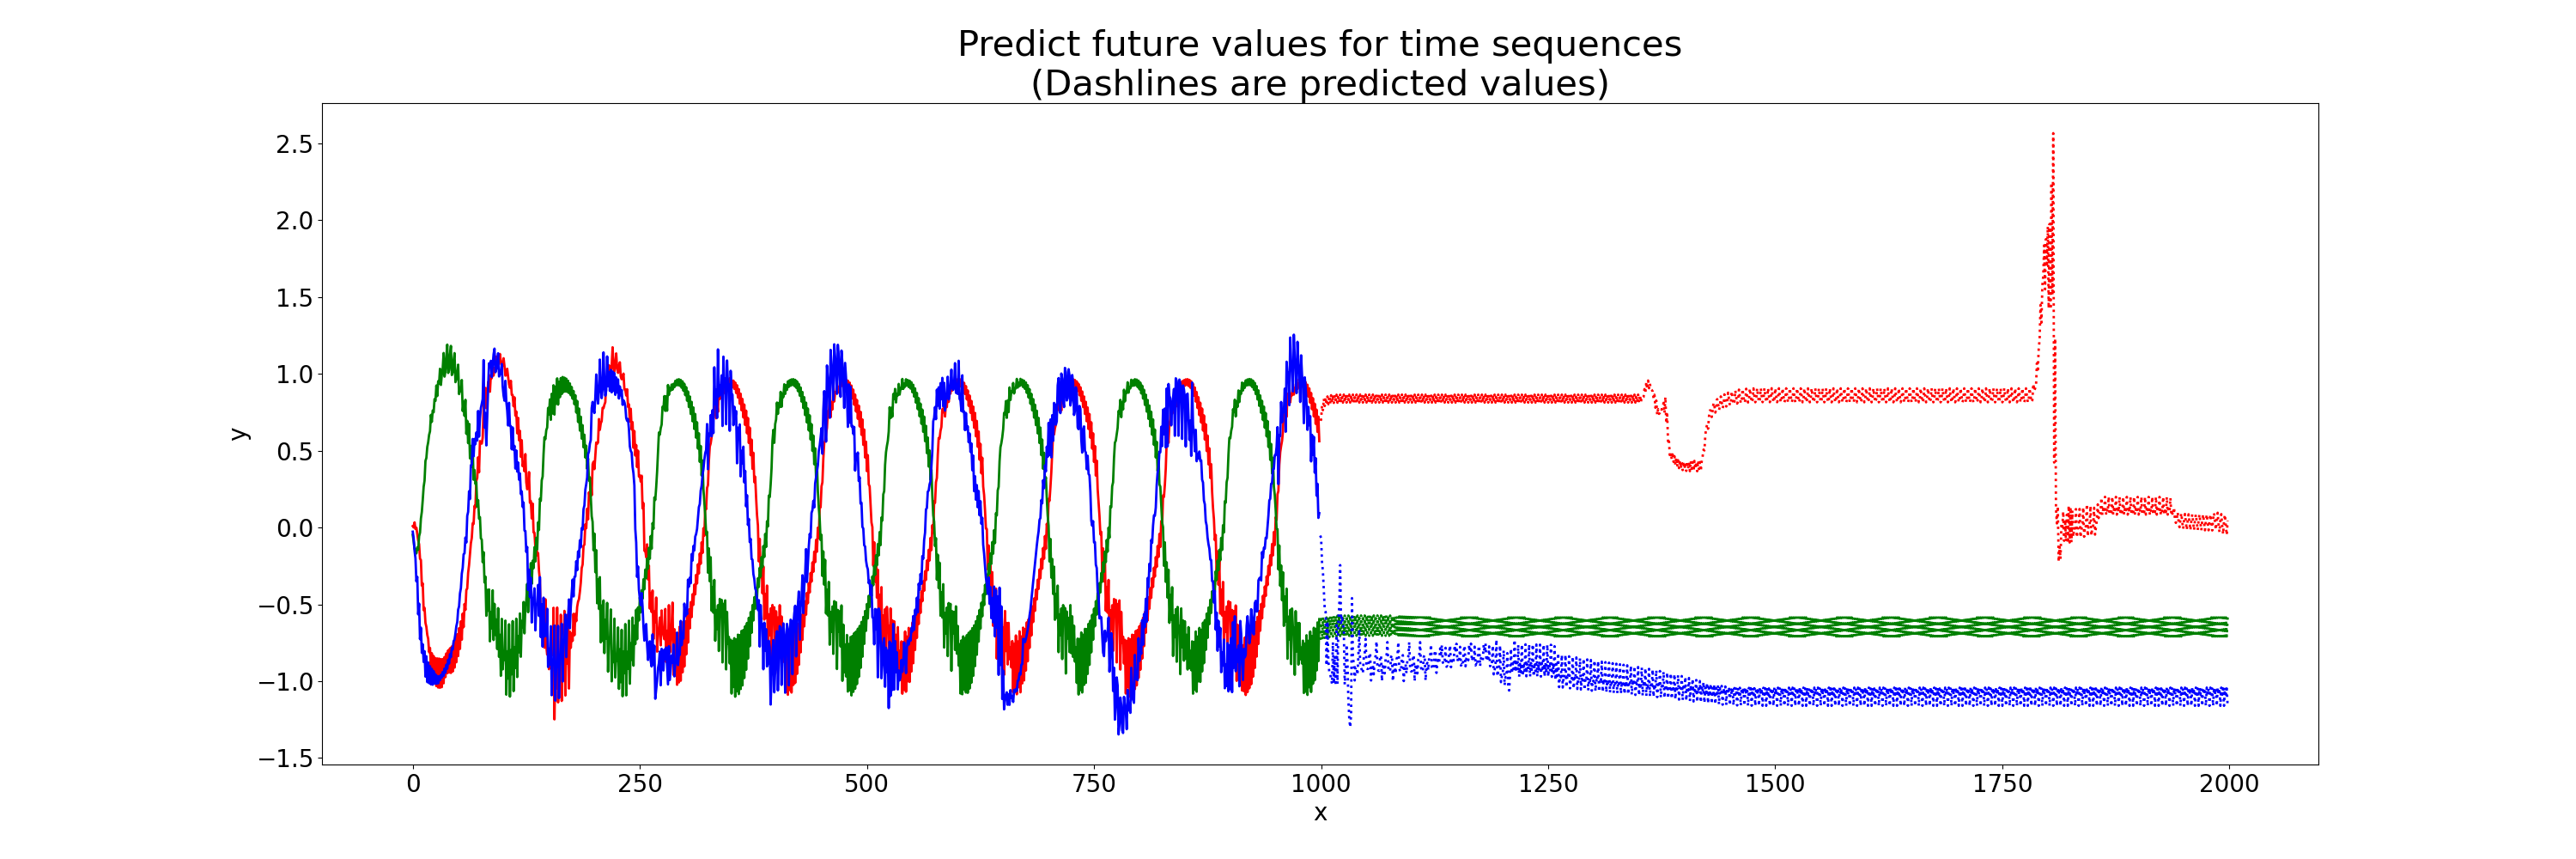 Predict future values for time sequences
(Dashlines are predicted values)
2.5
2.0
1.5
1.0
0.5
0.0
−0.5
−1.0
−1.5
y
0 250 500 750 1000 1250 1500 1750 2000
x